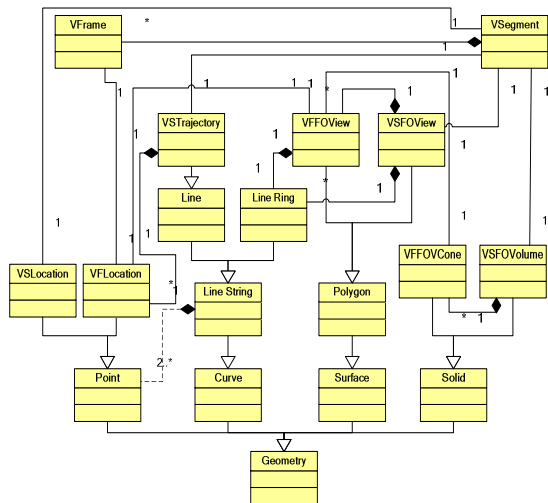 VFrame
*
1
VSegment
1
1
1
1
1
1
*
1
1
1
VSTrajectory
VFFOView
VSFOView
1
1
*
1
1
Line
Line Ring
1
1
1
1
1
1
VSLocation
VFLocation
VFFOVCone
VSFOVolume
*
1
Line String
Polygon
*
1
2..*
Point
Curve
Surface
Solid
Geometry